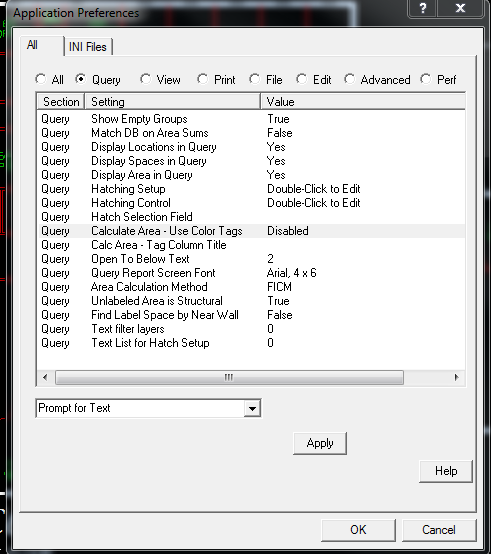 Application Preferences ? X
All INI Files
All Query View Print File Edit Advanced Perf
Section Setting Value
Query Show Empty Groups True
Query Match DB on Area Sums False
Query Display Locations in Query Yes
Query Display Spaces in Query Yes
Query Display Area in Query Yes
Query Hatching Setup Double-Click to Edit
Query Hatching Control Double-Click to Edit
Query Hatch Selection Field
Query Calculate Area - Use Color Tags Disabled
Query Calc Area - Tag Column Title
Query Open To Below Text 2
Query Query Report Screen Font Arial, 4 x 6
Query Area Calculation Method FICM
Query Unlabeled Area is Structural True
Query Find Label Space by Near Wall False
Query Text filter layers 0
Query Text List for Hatch Setup 0
Prompt for Text
Apply
Help
OK Cancel